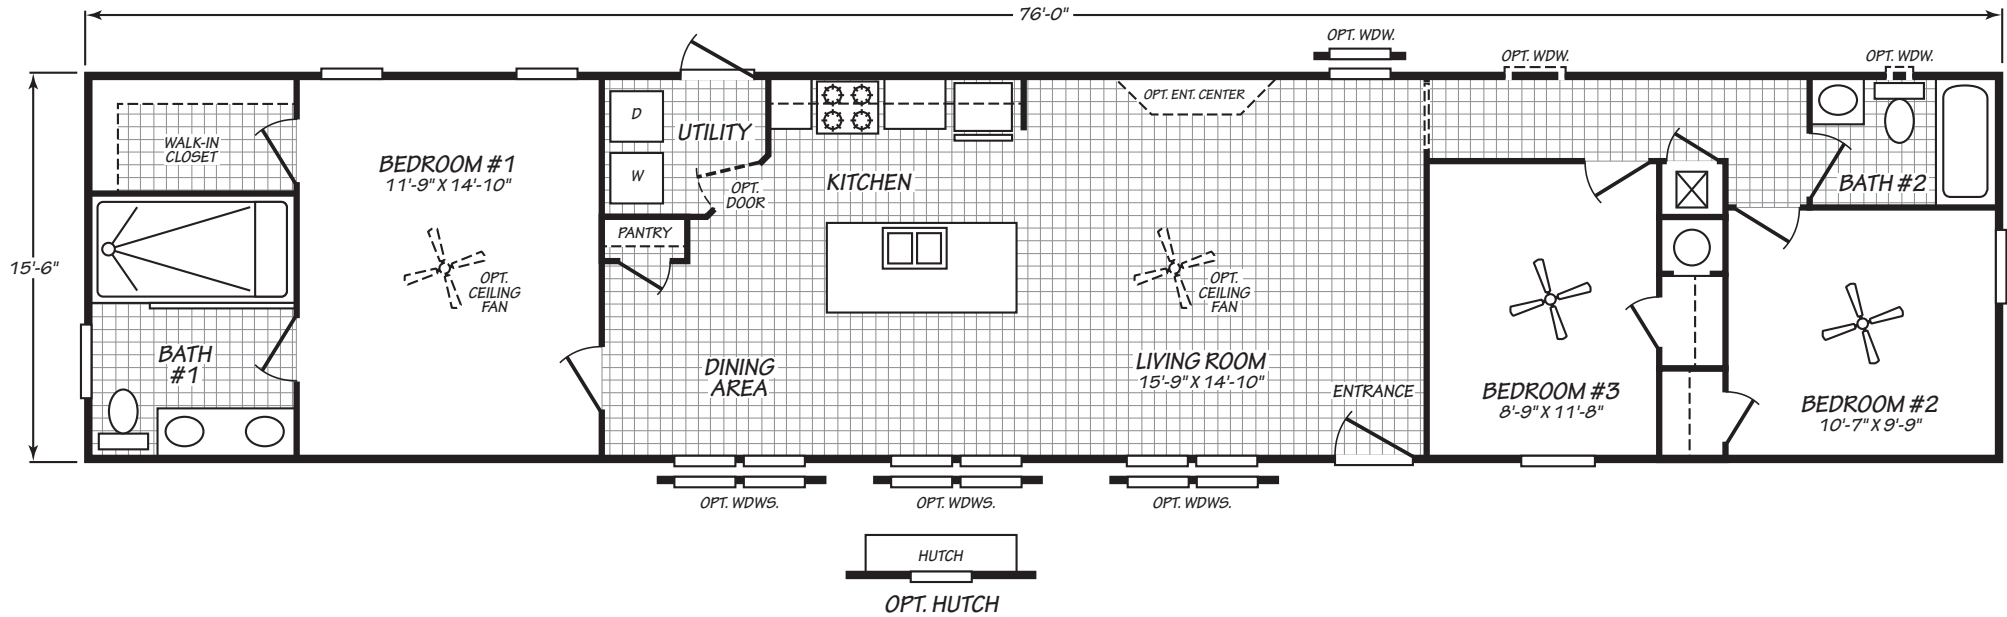 76'-0"
OPT. WDW.
OPT. WDW.
OPT. WDW.
15'-6"
WALK-IN
CLOSET
BEDROOM #1
11'-9" X 14'-10"
D
UTILITY
W
OPT.
DOOR
KITCHEN
OPT. ENT. CENTER
BATH #2
PANTRY
OPT.
CEILING
FAN
OPT.
CEILING
FAN
BATH
#1
DINING
AREA
LIVING ROOM
15'-9" X 14'-10"
ENTRANCE
BEDROOM #3
8'-9" X 11'-8"
BEDROOM #2
10'-7" X 9'-9"
OPT. WDWS.
OPT. WDWS.
OPT. WDWS.
HUTCH
OPT. HUTCH